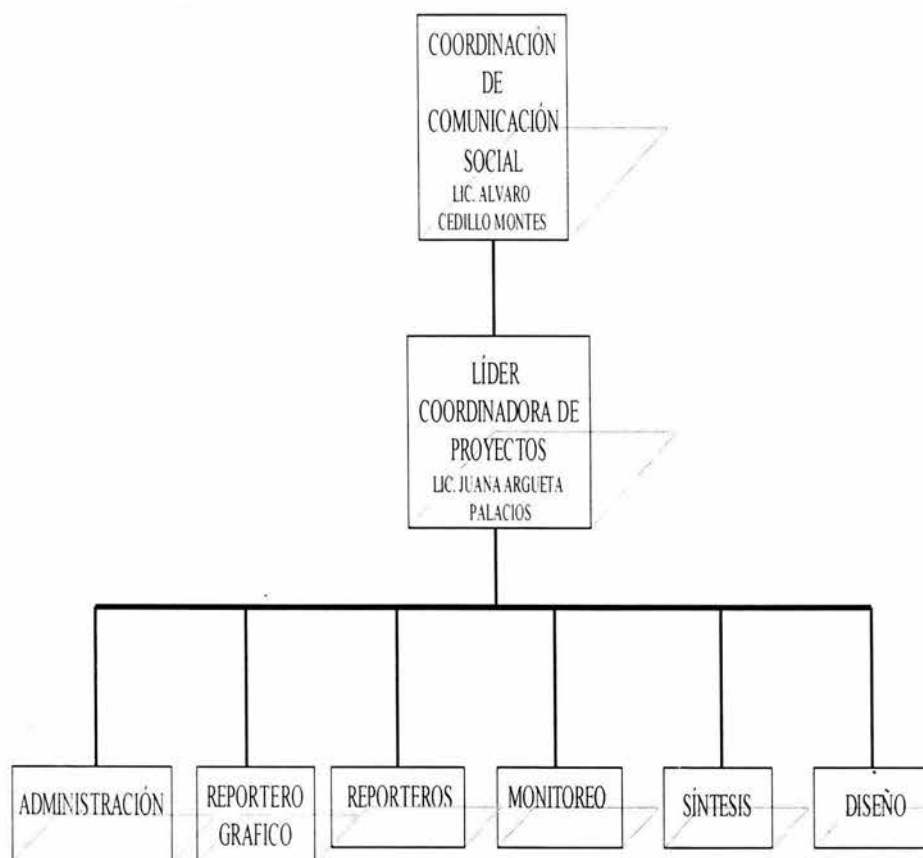 COORDINACIÓN
DE
COMUNICACIÓN
SOCIAL
LIC. ALVARO
CEDILLO MONTES
LÍDER
COORDINADORA DE
PROYECTOS
LIC. JUANA ARGUETA
PALACIOS
ADMINISTRACIÓN
REPORTERO
GRAFICO
REPORTEROS
MONITOREO
SÍNTESIS
DISEÑO